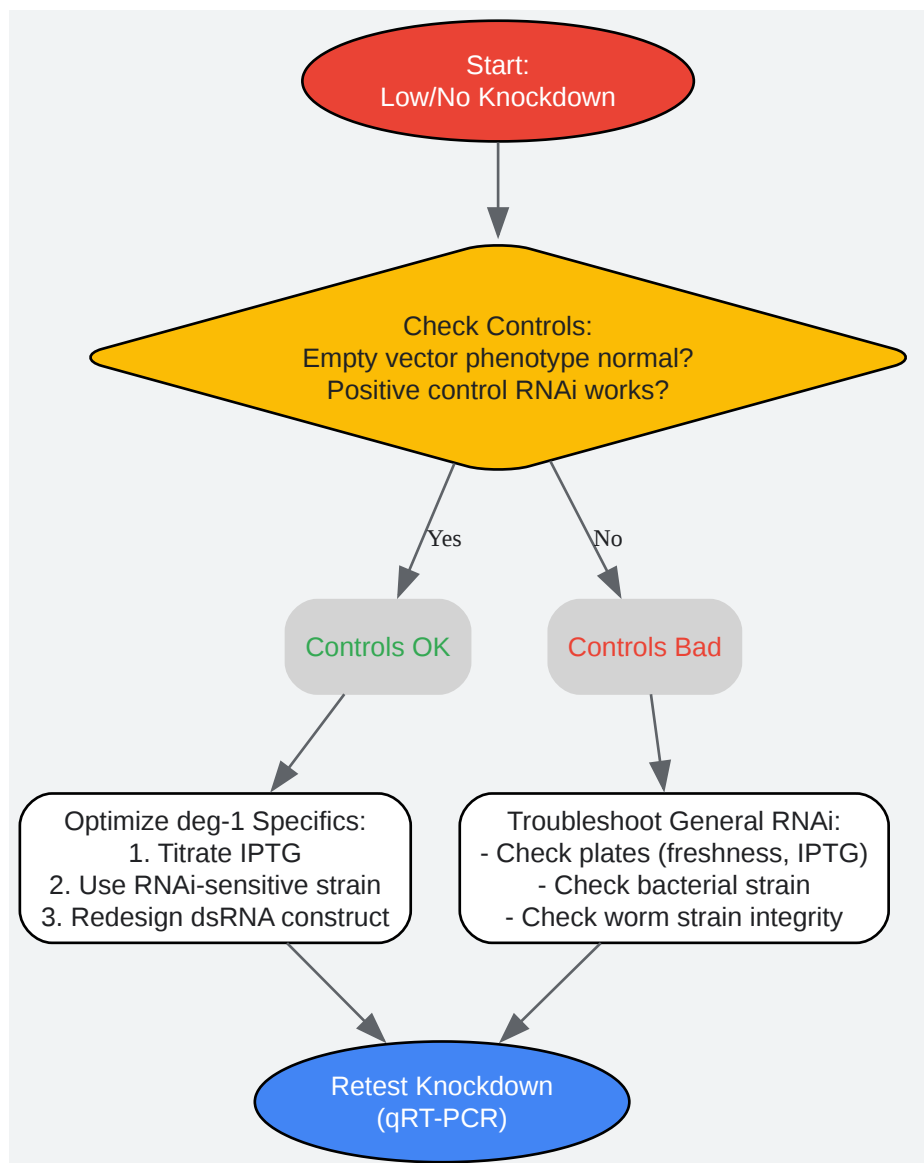 Start:
Low/No Knockdown
Check Controls:
Empty vector phenotype normal?
Positive control RNAi works?
Yes
No
Controls OK
Controls Bad
Optimize deg-1 Specifics:
1. Titrate IPTG
2. Use RNAi-sensitive strain
3. Redesign dsRNA construct
Troubleshoot General RNAi:
- Check plates (freshness, IPTG)
- Check bacterial strain
- Check worm strain integrity
Retest Knockdown
(qRT-PCR)